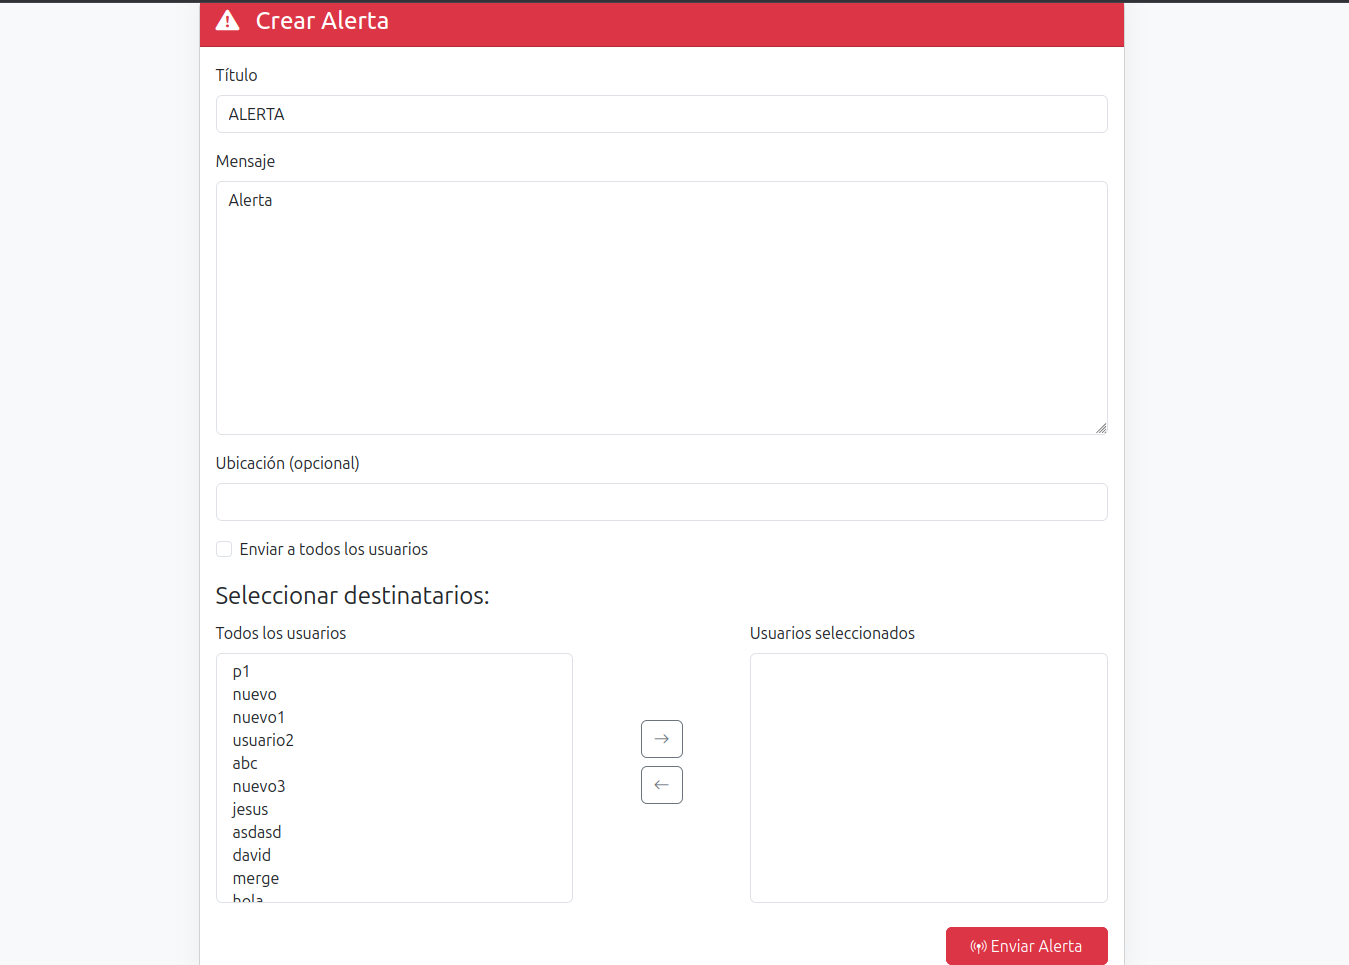 Crear Alerta
Título
ALERTA
Mensaje
Alerta
Ubicación (opcional)
Enviar a todos los usuarios
Seleccionar destinatarios:
Todos los usuarios
p1
nuevo
nuevo1
usuario2
abc
nuevo3
jesus
asdasd
david
merge
hola
Usuarios seleccionados
Enviar Alerta